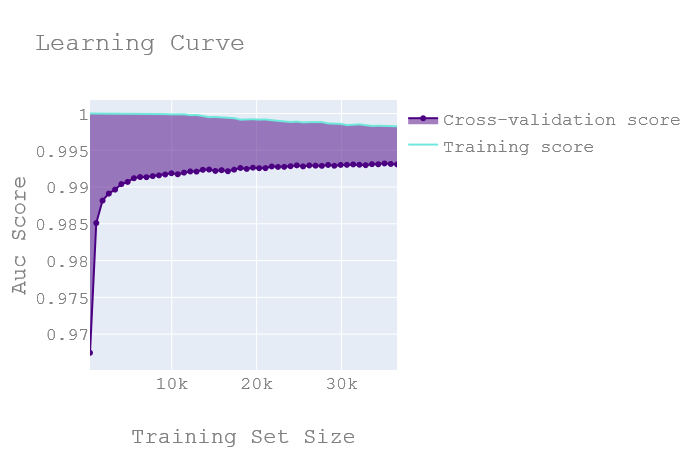 Learning Curve
Cross-validation score
Training score
Auc Score
1
0.995
0.99
0.985
0.98
0.975
0.97
10k
20k
30k
Training Set Size